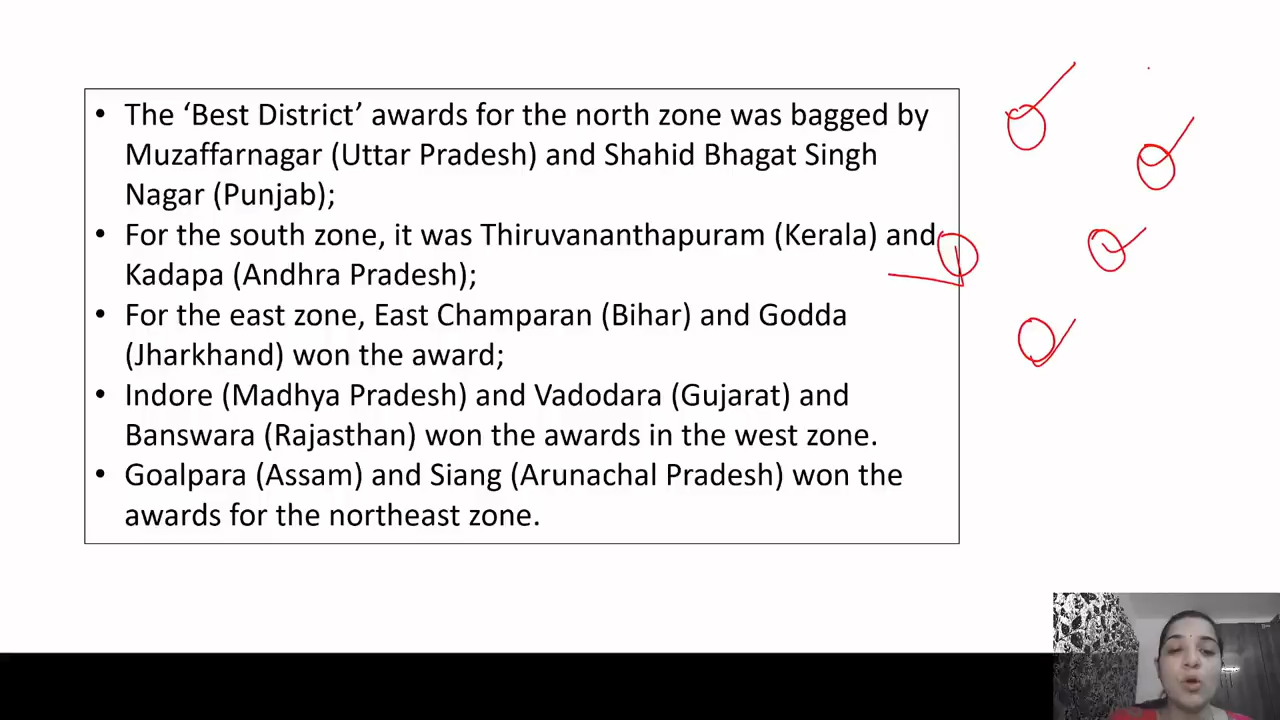 • The ‘Best District’ awards for the north zone was bagged by
Muzaffarnagar (Uttar Pradesh) and Shahid Bhagat Singh
Nagar (Punjab);
• For the south zone, it was Thiruvananthapuram (Kerala) and
Kadapa (Andhra Pradesh);
• For the east zone, East Champaran (Bihar) and Godda
(Jharkhand) won the award;
• Indore (Madhya Pradesh) and Vadodara (Gujarat) and
Banswara (Rajasthan) won the awards in the west zone.
• Goalpara (Assam) and Siang (Arunachal Pradesh) won the
awards for the northeast zone.